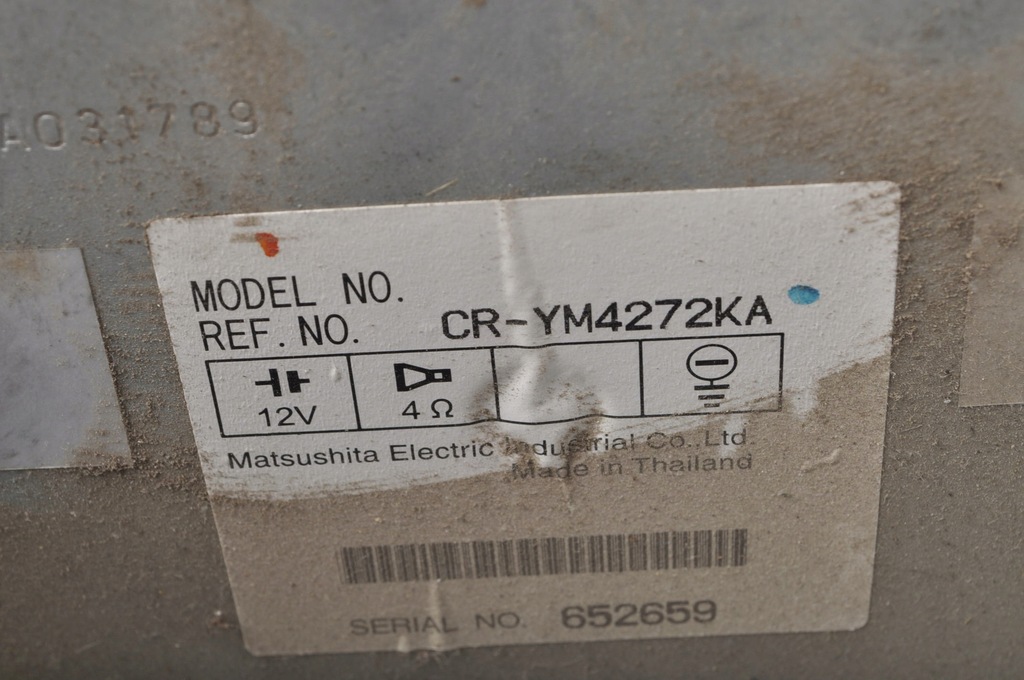 A031789
MODEL NO.
REF. NO. CR-YM4272KA
12V 4 Ω
Matsushita Electric Industrial Co., Ltd.
Made in Thailand
SERIAL NO. 652659